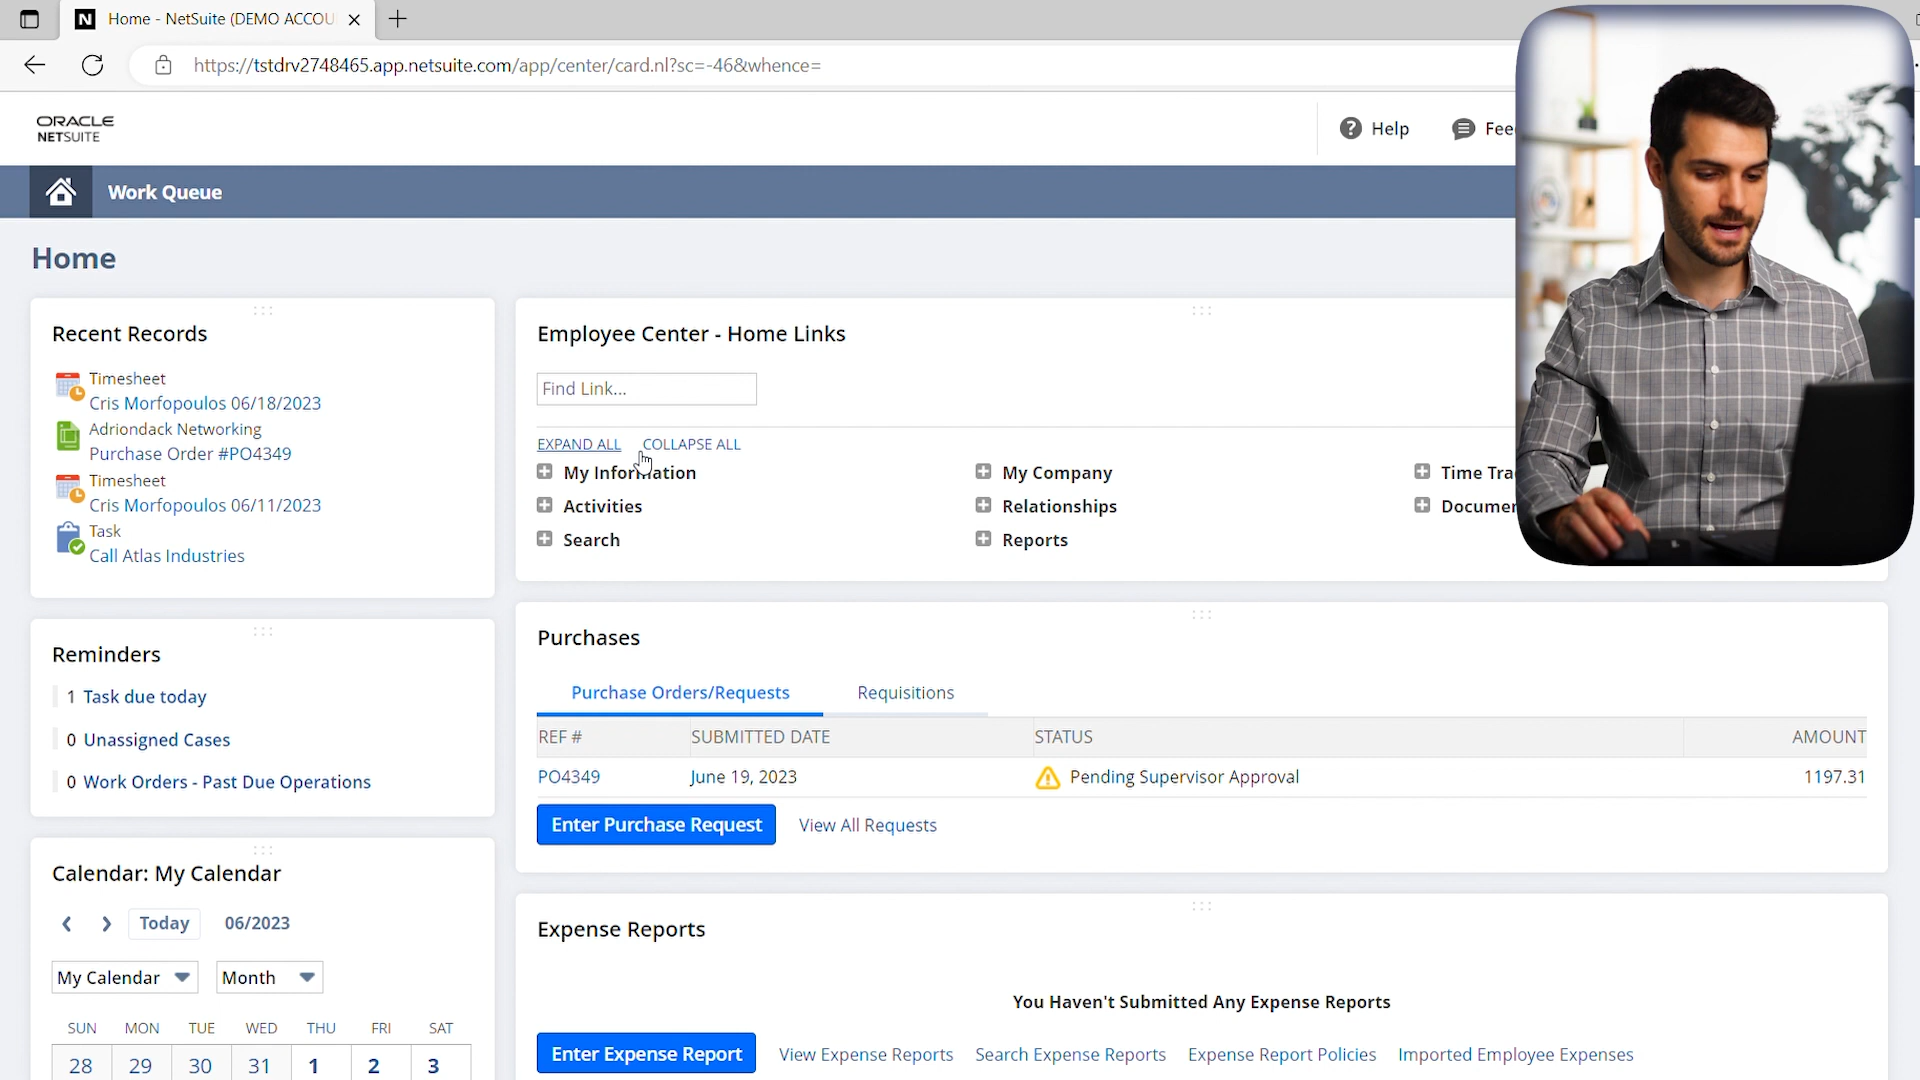 Home - NetSuite (DEMO ACCOU
https://tstdrv2748465.app.netsuite.com/app/center/card.nl?sc=-46&whence=
ORACLE
NETSUITE
Help
Fee
Work Queue
Home
Recent Records
Timesheet
Cris Morfopoulos 06/18/2023
Adriondack Networking
Purchase Order #PO4349
Timesheet
Cris Morfopoulos 06/11/2023
Task
Call Atlas Industries
Employee Center - Home Links
Find Link...
EXPAND ALL COLLAPSE ALL
My Information My Company Time Tra
Activities Relationships Documen
Search Reports
Reminders
1 Task due today
0 Unassigned Cases
0 Work Orders - Past Due Operations
Purchases
Purchase Orders/Requests Requisitions
REF # SUBMITTED DATE STATUS AMOUNT
PO4349 June 19, 2023 Pending Supervisor Approval 1197.31
Enter Purchase Request View All Requests
Calendar: My Calendar
Today 06/2023
My Calendar Month
SUN MON TUE WED THU FRI SAT
28 29 30 31 1 2 3
Expense Reports
You Haven't Submitted Any Expense Reports
Enter Expense Report View Expense Reports Search Expense Reports Expense Report Policies Imported Employee Expenses